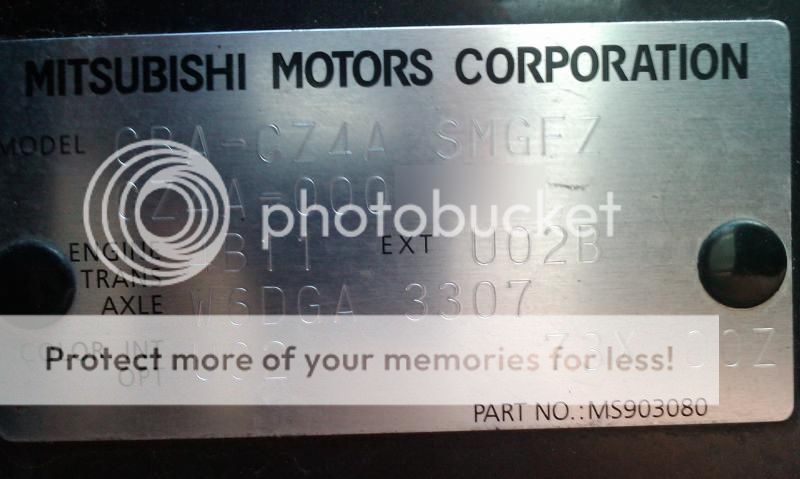 MITSUBISHI MOTORS CORPORATION
MODEL CBA-CZ4A SMGFZ
CZ4A-000
photobucket
ENGINE 4B11 EXT U02B
TRANS
AXLE W6DGA 3307
COLOR INT
OPT
Protect more of your memories for less!
PART NO.:MS903080